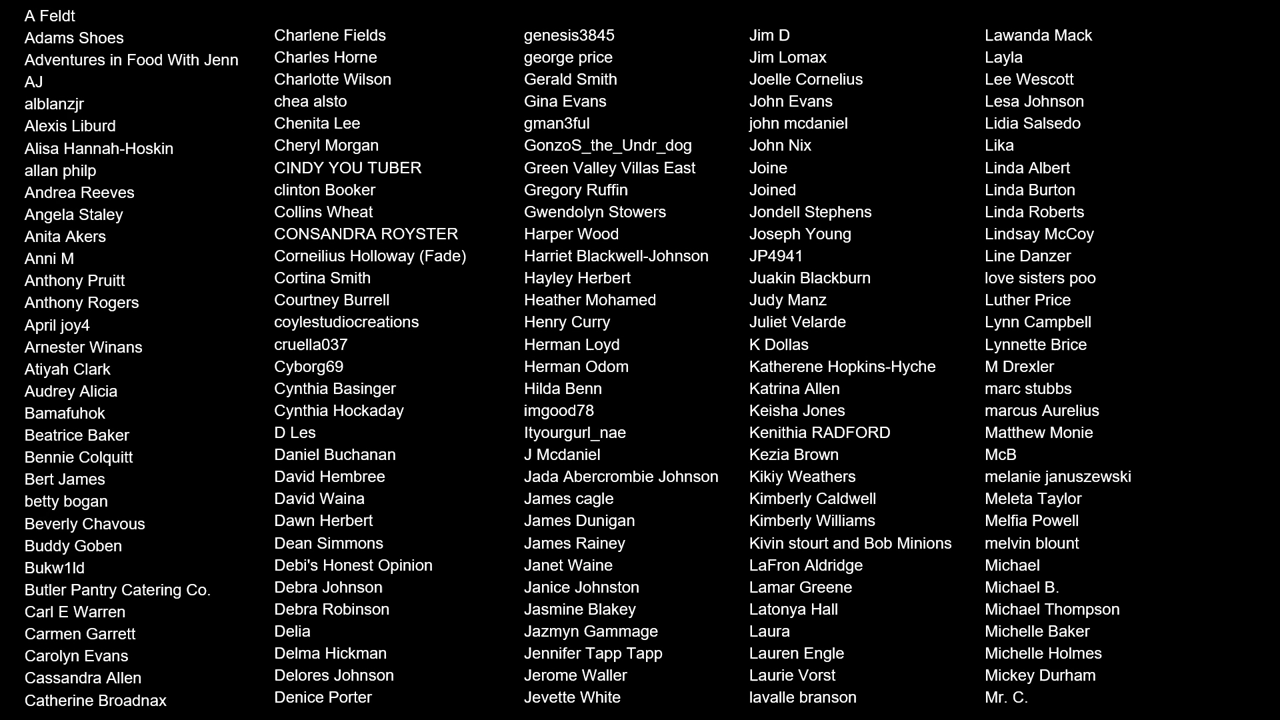 A Feldt
Adams Shoes
Adventures in Food With Jenn
AJ
alblanzjr
Alexis Liburd
Alisa Hannah-Hoskin
allan philp
Andrea Reeves
Angela Staley
Anita Akers
Anni M
Anthony Pruitt
Anthony Rogers
April joy4
Arnester Winans
Atiyah Clark
Audrey Alicia
Bamafuhok
Beatrice Baker
Bennie Colquitt
Bert James
betty bogan
Beverly Chavous
Buddy Goben
Bukw1ld
Butler Pantry Catering Co.
Carl E Warren
Carmen Garrett
Carolyn Evans
Cassandra Allen
Catherine Broadnax
Charlene Fields
Charles Horne
Charlotte Wilson
chea alsto
Chenita Lee
Cheryl Morgan
CINDY YOU TUBER
clinton Booker
Collins Wheat
CONSANDRA ROYSTER
Corneilius Holloway (Fade)
Cortina Smith
Courtney Burrell
coylestudiocreations
cruella037
Cyborg69
Cynthia Basinger
Cynthia Hockaday
D Les
Daniel Buchanan
David Hembree
David Waina
Dawn Herbert
Dean Simmons
Debi's Honest Opinion
Debra Johnson
Debra Robinson
Delia
Delma Hickman
Delores Johnson
Denice Porter
genesis3845
george price
Gerald Smith
Gina Evans
gman3ful
GonzoS_the_Undr_dog
Green Valley Villas East
Gregory Ruffin
Gwendolyn Stowers
Harper Wood
Harriet Blackwell-Johnson
Hayley Herbert
Heather Mohamed
Henry Curry
Herman Loyd
Herman Odom
Hilda Benn
imgood78
Ityourgurl_nae
J Mcdaniel
Jada Abercrombie Johnson
James cagle
James Dunigan
James Rainey
Janet Waine
Janice Johnston
Jasmine Blakey
Jazmyn Gammage
Jennifer Tapp Tapp
Jerome Waller
Jevette White
Jim D
Jim Lomax
Joelle Cornelius
John Evans
john mcdaniel
John Nix
Joine
Joined
Jondell Stephens
Joseph Young
JP4941
Juakin Blackburn
Judy Manz
Juliet Velarde
K Dollas
Katherene Hopkins-Hyche
Katrina Allen
Keisha Jones
Kenithia RADFORD
Kezia Brown
Kikiy Weathers
Kimberly Caldwell
Kimberly Williams
Kivin stourt and Bob Minions
LaFron Aldridge
Lamar Greene
Latonya Hall
Laura
Lauren Engle
Laurie Vorst
lavalle branson
Lawanda Mack
Layla
Lee Wescott
Lesa Johnson
Lidia Salsedo
Lika
Linda Albert
Linda Burton
Linda Roberts
Lindsay McCoy
Line Danzer
love sisters poo
Luther Price
Lynn Campbell
Lynnette Brice
M Drexler
marc stubbs
marcus Aurelius
Matthew Monie
McB
melanie januszewski
Meleta Taylor
Melfia Powell
melvin blount
Michael
Michael B.
Michael Thompson
Michelle Baker
Michelle Holmes
Mickey Durham
Mr. C.